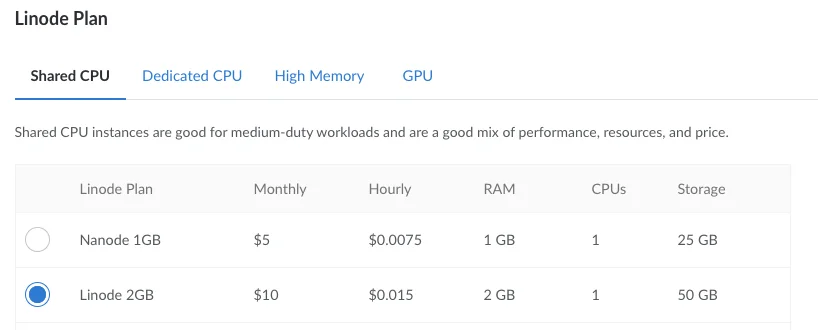 Linode Plan
Shared CPU Dedicated CPU High Memory GPU
Shared CPU instances are good for medium-duty workloads and are a good mix of performance, resources, and price.
Linode Plan Monthly Hourly RAM CPUs Storage
Nanode 1GB $5 $0.0075 1 GB 1 25 GB
Linode 2GB $10 $0.015 2 GB 1 50 GB